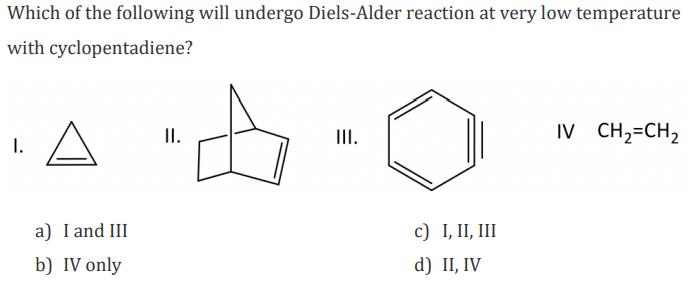 Which of the following will undergo Diels-Alder reaction at very low temperature
with cyclopentadiene?
I.
II.
III.
IV CH₂=CH₂
a) I and III
c) I, II, III
b) IV only
d) II, IV